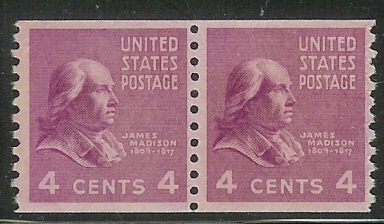 UNITED
STATES
POSTAGE
JAMES
MADISON
1809-1817
4 CENTS 4
UNITED
STATES
POSTAGE
JAMES
MADISON
1809-1817
4 CENTS 4